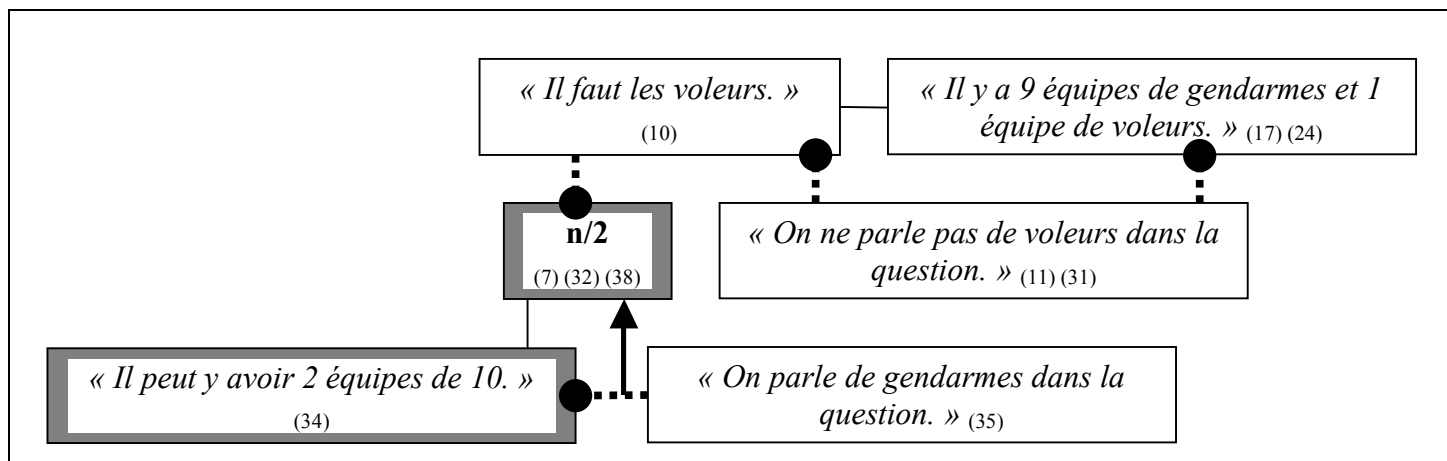 « Il faut les voleurs. »
(10)
« Il y a 9 équipes de gendarmes et 1
équipe de voleurs. » (17) (24)
n/2
(7) (32) (38)
« On ne parle pas de voleurs dans la
question. » (11) (31)
« Il peut y avoir 2 équipes de 10. »
(34)
« On parle de gendarmes dans la
question. » (35)